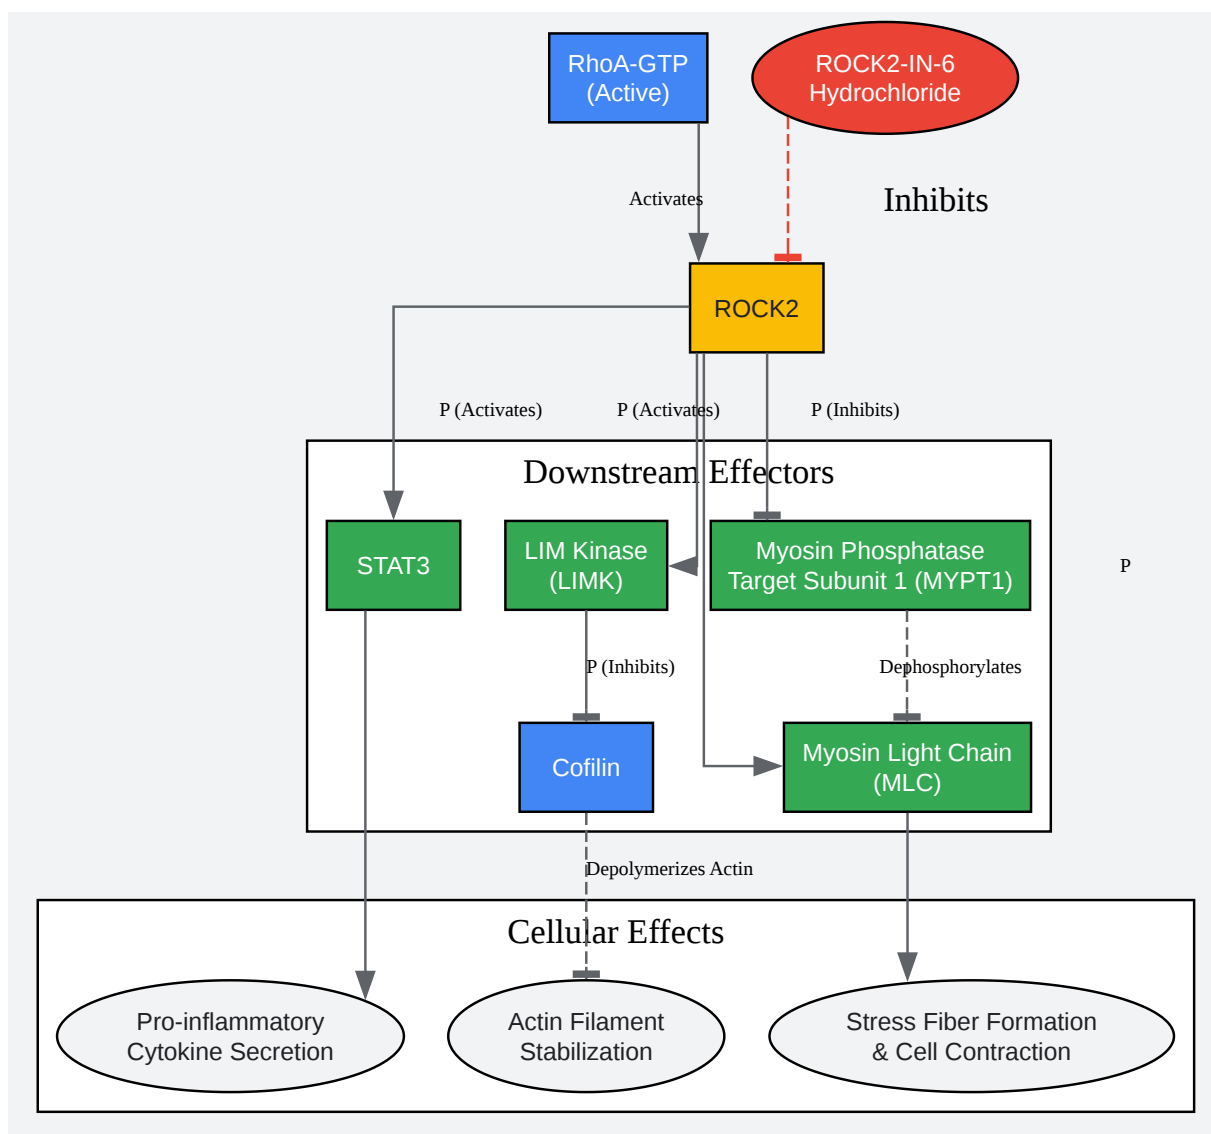 RhoA-GTP
(Active)
ROCK2-IN-6
Hydrochloride
Activates
Inhibits
ROCK2
P (Activates)
P (Activates)
P (Inhibits)
Downstream Effectors
STAT3
LIM Kinase
(LIMK)
Myosin Phosphatase
Target Subunit 1 (MYPT1)
P
P (Inhibits)
Dephosphorylates
Cofilin
Myosin Light Chain
(MLC)
Depolymerizes Actin
Cellular Effects
Pro-inflammatory
Cytokine Secretion
Actin Filament
Stabilization
Stress Fiber Formation
& Cell Contraction